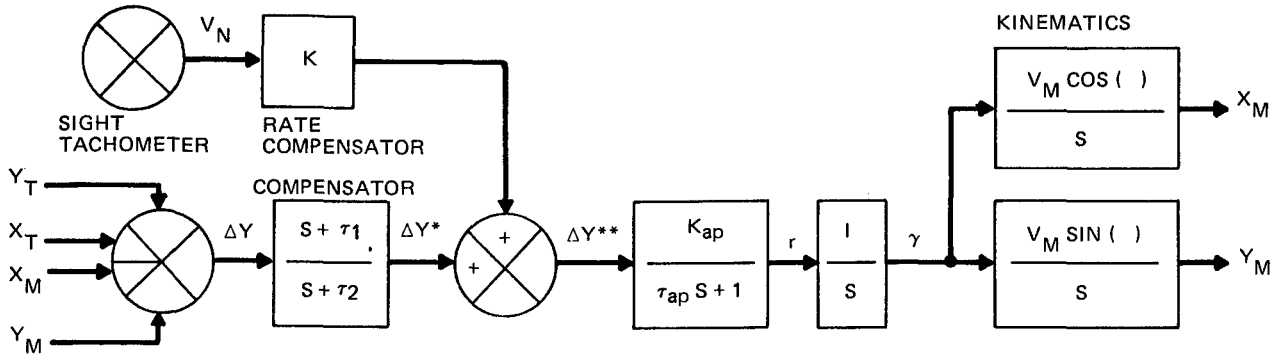 V_N
K
SIGHT
TACHOMETER
RATE
COMPENSATOR
KINEMATICS
V_M COS ( )
S
X_M
Y_T
X_T
X_M
Y_M
ΔY
COMPENSATOR
S + τ1
S + τ2
ΔY*
+
+
ΔY**
K_ap
τ_ap S + 1
r
I
S
γ
V_M SIN ( )
S
Y_M